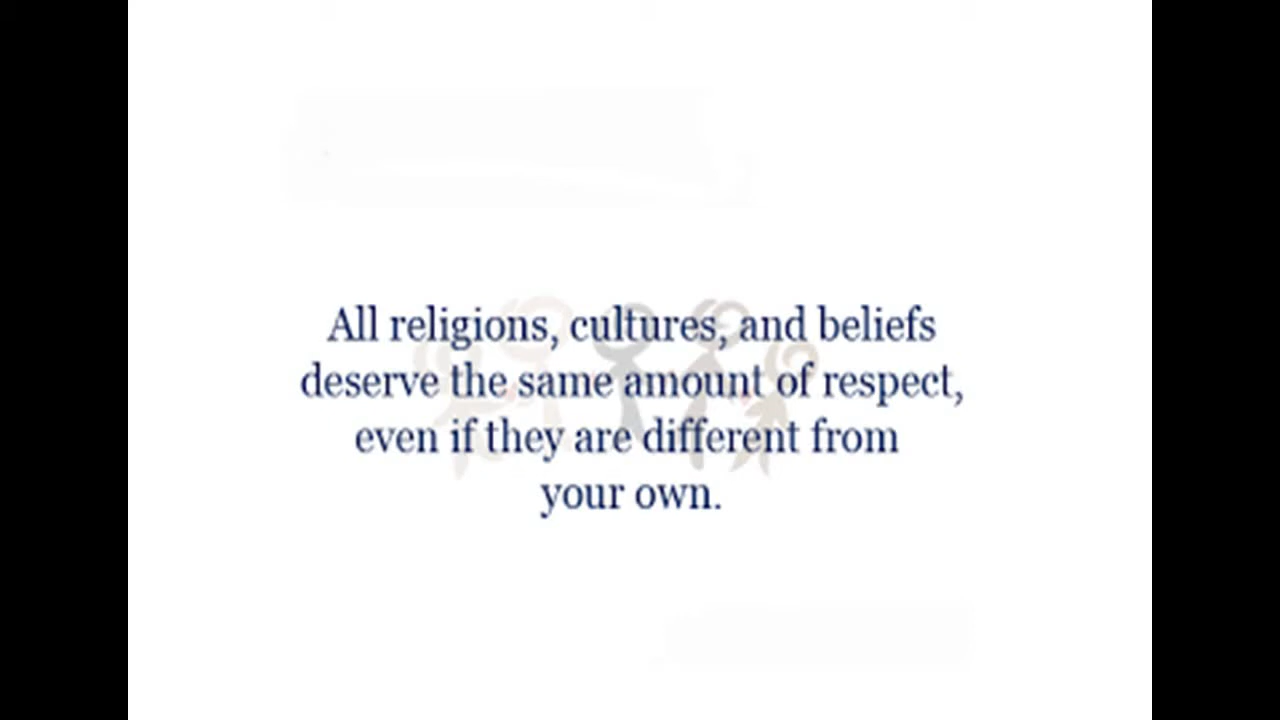 All religions, cultures, and beliefs
deserve the same amount of respect,
even if they are different from
your own.